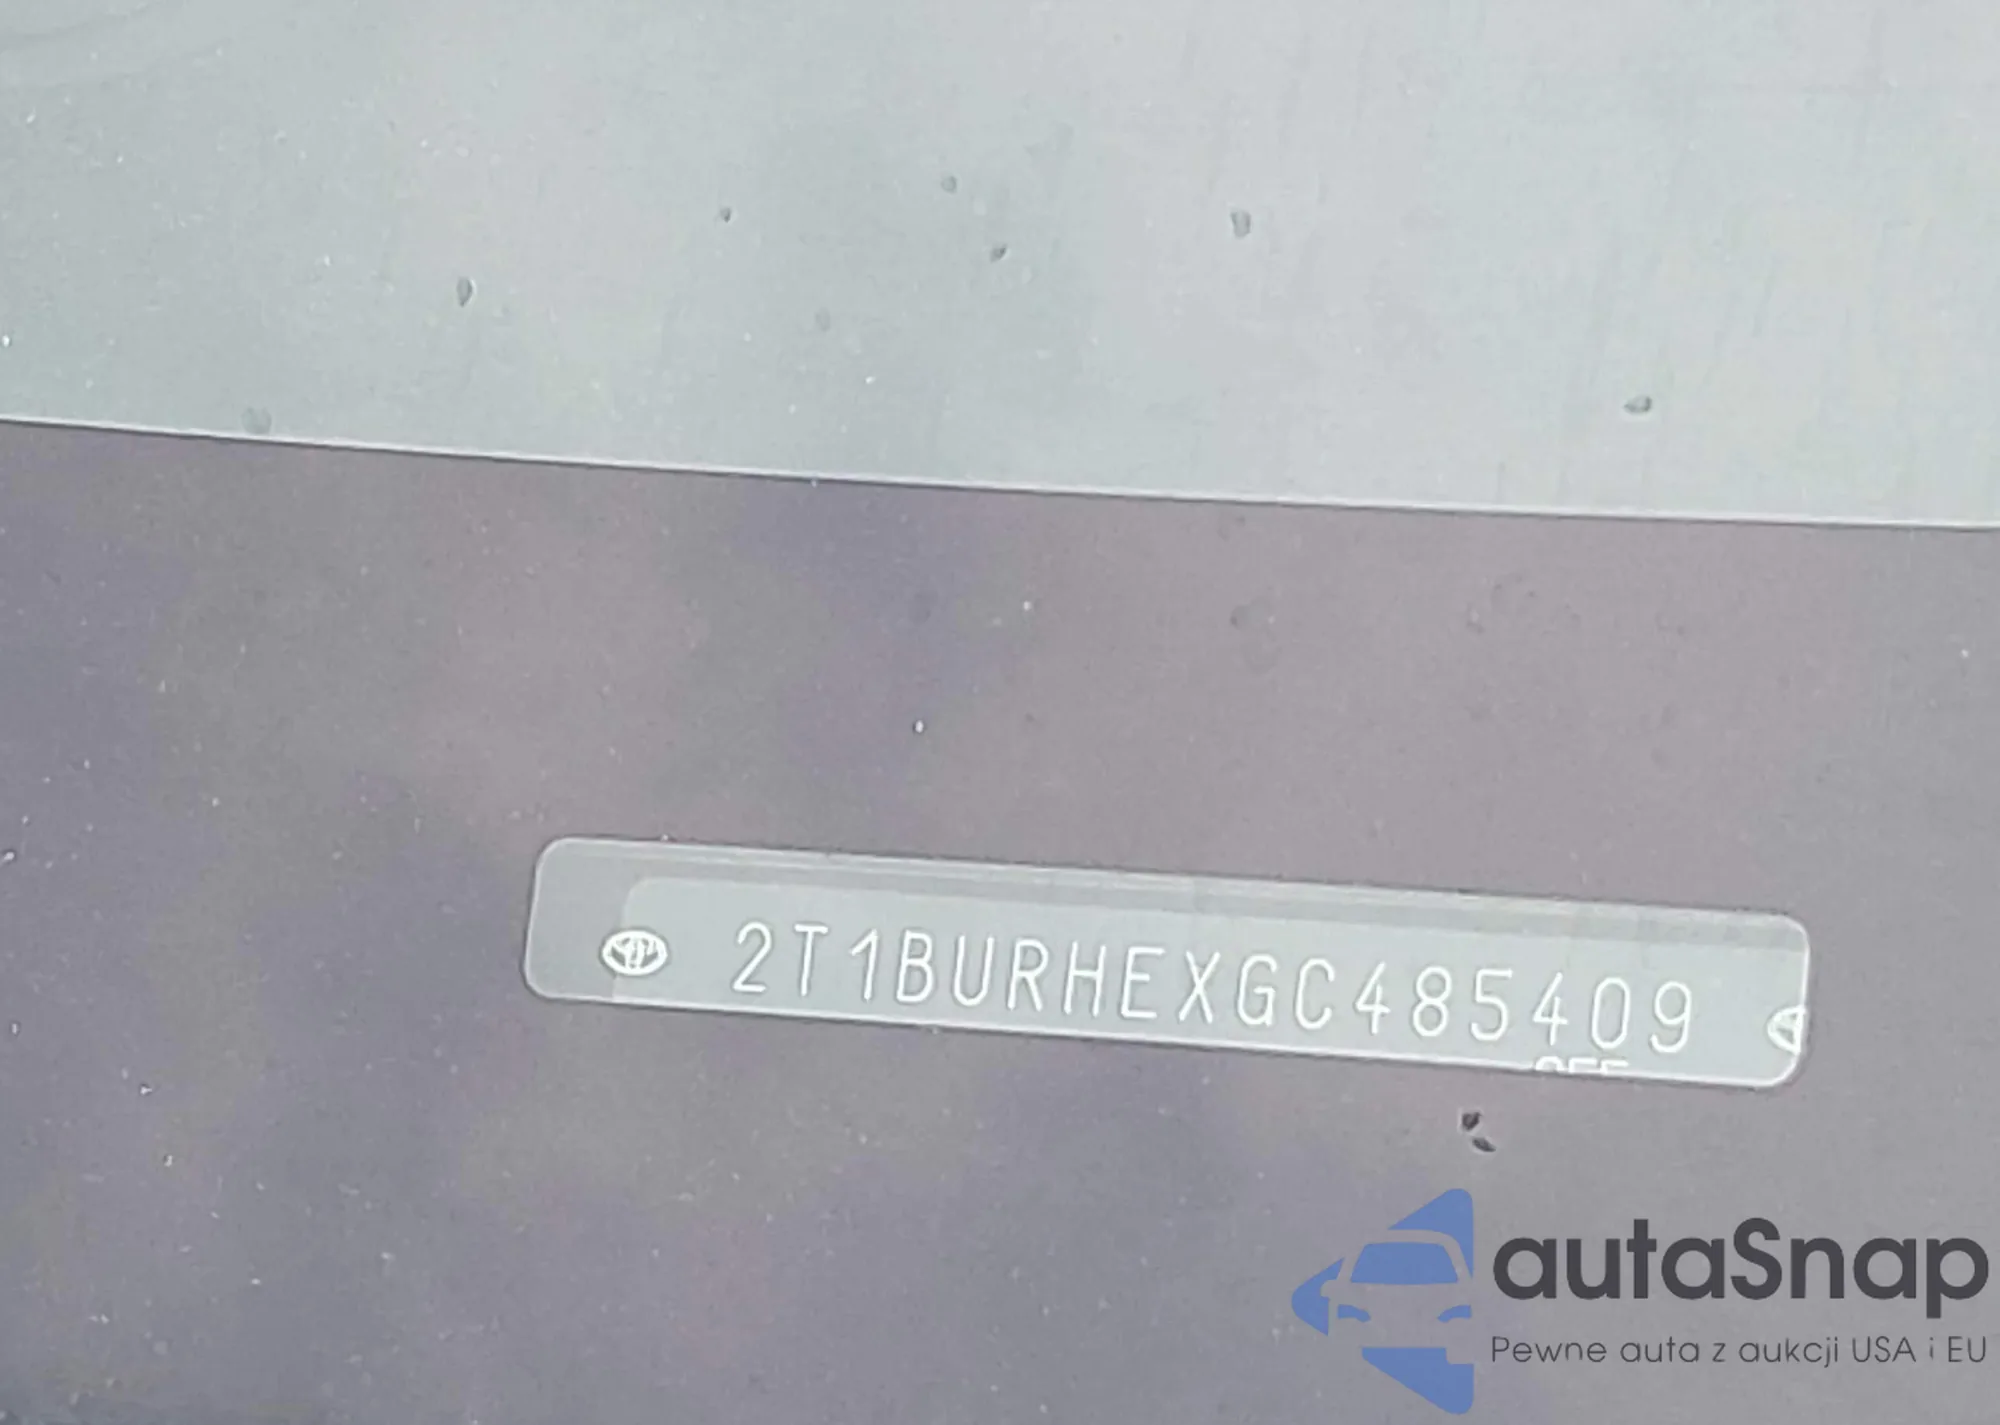 2T1BURHEXGC485409
autaSnap
Pewne auta z aukcji USA i EU